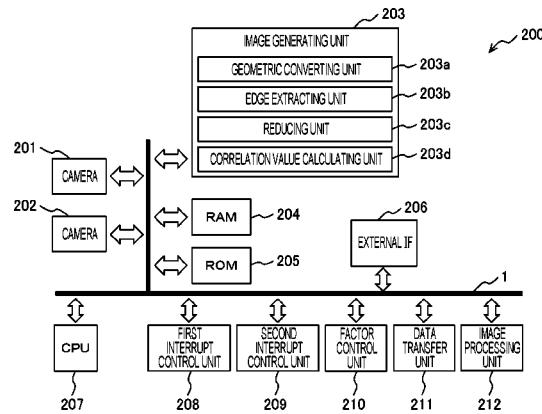 203
200
IMAGE GENERATING UNIT
GEOMETRIC CONVERTING UNIT
203a
EDGE EXTRACTING UNIT
203b
REDUCING UNIT
203c
CORRELATION VALUE CALCULATING UNIT
203d
201
CAMERA
202
CAMERA
RAM
204
ROM
205
206
EXTERNAL IF
1
CPU
FIRST
INTERRUPT
CONTROL UNIT
SECOND
INTERRUPT
CONTROL UNIT
FACTOR
CONTROL
UNIT
DATA
TRANSFER
UNIT
IMAGE
PROCESSING
UNIT
207
208
209
210
211
212